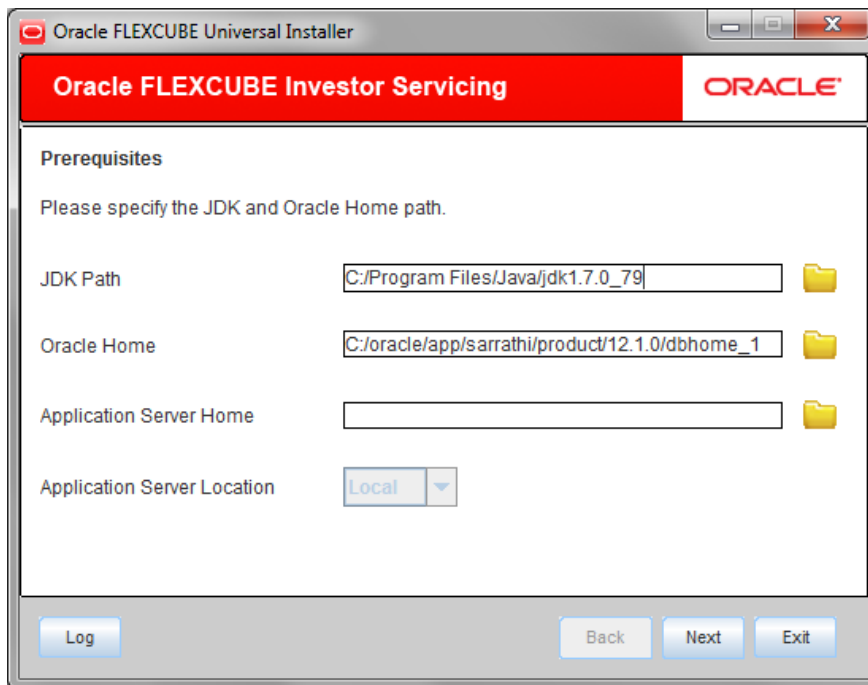 Oracle FLEXCUBE Universal Installer
Oracle FLEXCUBE Investor Servicing
ORACLE
Prerequisites
Please specify the JDK and Oracle Home path.
JDK Path
C:/Program Files/Java/jdk1.7.0_79
Oracle Home
C:/oracle/app/sarrathi/product/12.1.0/dbhome_1
Application Server Home
Application Server Location
Local
Log
Back
Next
Exit